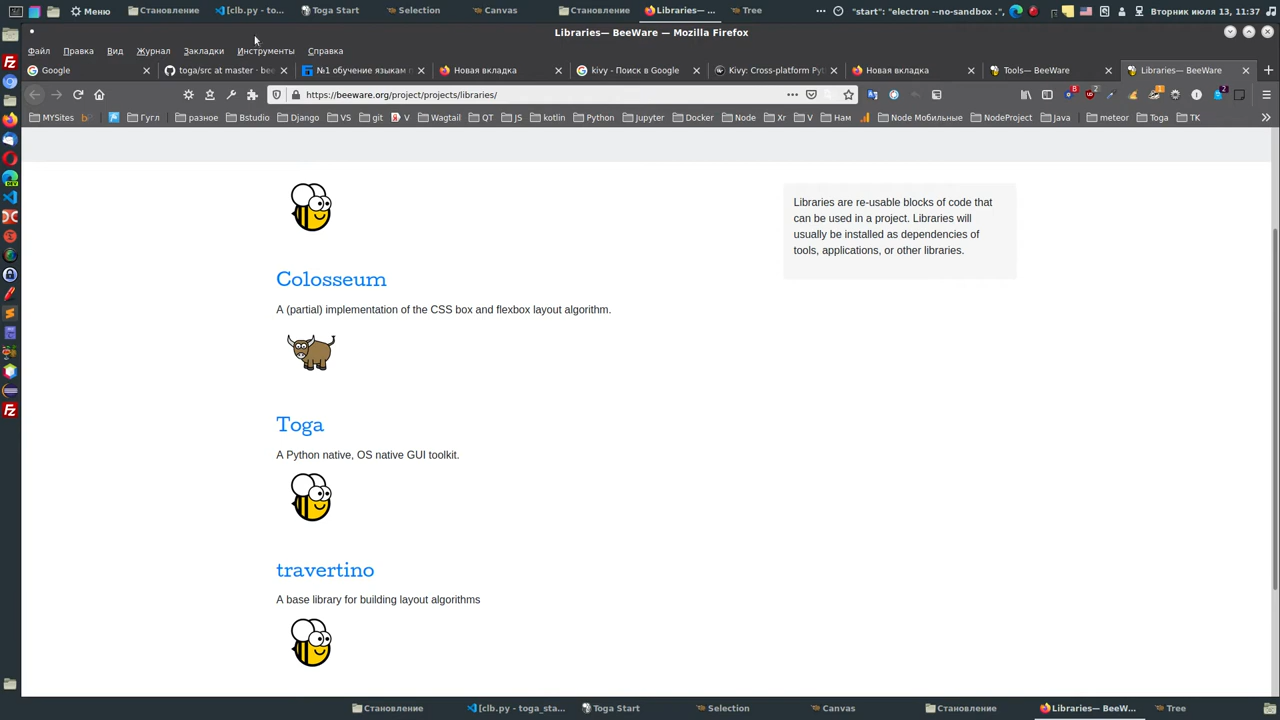 Меню
Становление
[clb.py - to...
Toga Start
Selection
Canvas
Становление
Libraries— ...
Tree
"start": "electron --no-sandbox .",
Вторник июля 13, 11:37
Libraries— BeeWare — Mozilla Firefox
Файл Правка Вид Журнал Закладки Инструменты Справка
Google
toga/src at master · bee
№1 обучение языкам п
Новая вкладка
kivy - Поиск в Google
Kivy: Cross-platform Py
Новая вкладка
Tools— BeeWare
Libraries— BeeWare
https://beeware.org/project/projects/libraries/
8
2
1
2
MYSites
Гугл
разное
Bstudio
Django
VS
git
V
Wagtail
QT
JS
kotlin
Python
Jupyter
Docker
Node
Xr
V
Нам
Node Мобильные
NodeProject
Java
meteor
Toga
TK
DEV
Libraries are re-usable blocks of code that
can be used in a project. Libraries will
usually be installed as dependencies of
tools, applications, or other libraries.
Colosseum
A (partial) implementation of the CSS box and flexbox layout algorithm.
Toga
A Python native, OS native GUI toolkit.
travertino
A base library for building layout algorithms
Становление
[clb.py - toga_sta...
Toga Start
Selection
Canvas
Становление
Libraries— BeeW...
Tree